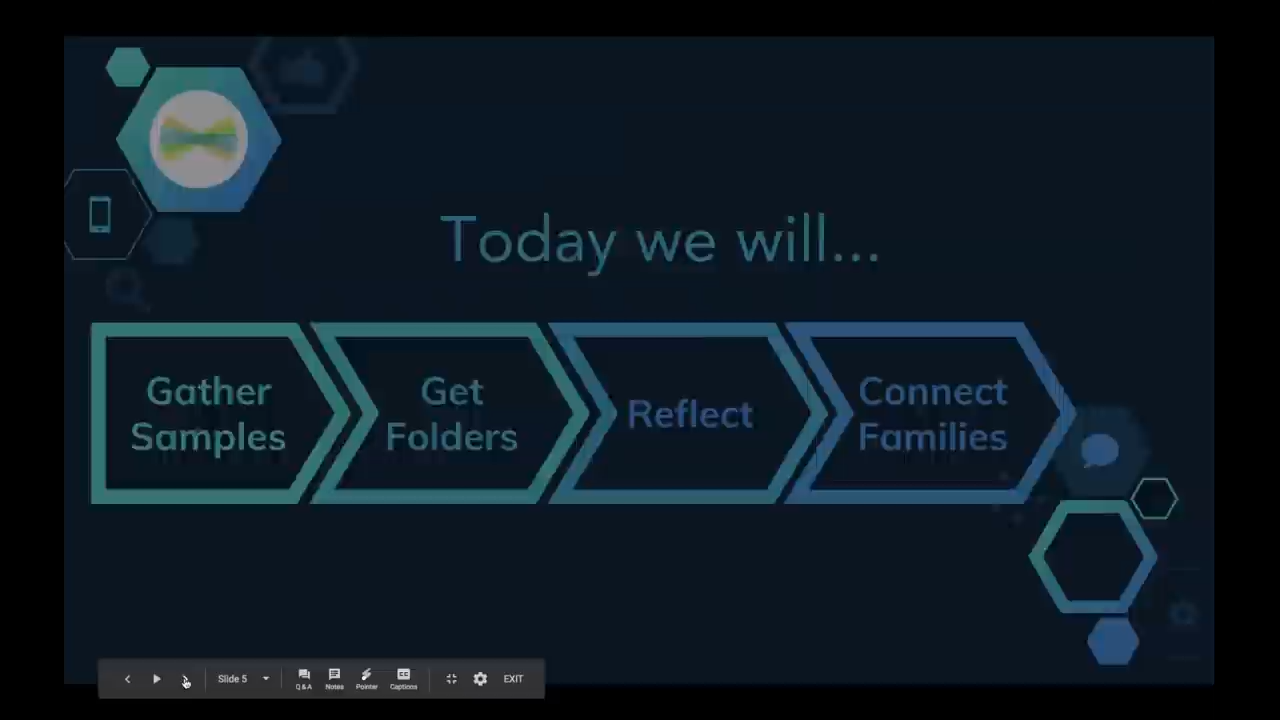 Today we will...
Gather
Samples
Get
Folders
Reflect
Connect
Families
Slide 5
Q & A
Notes
Pointer
Captions
EXIT